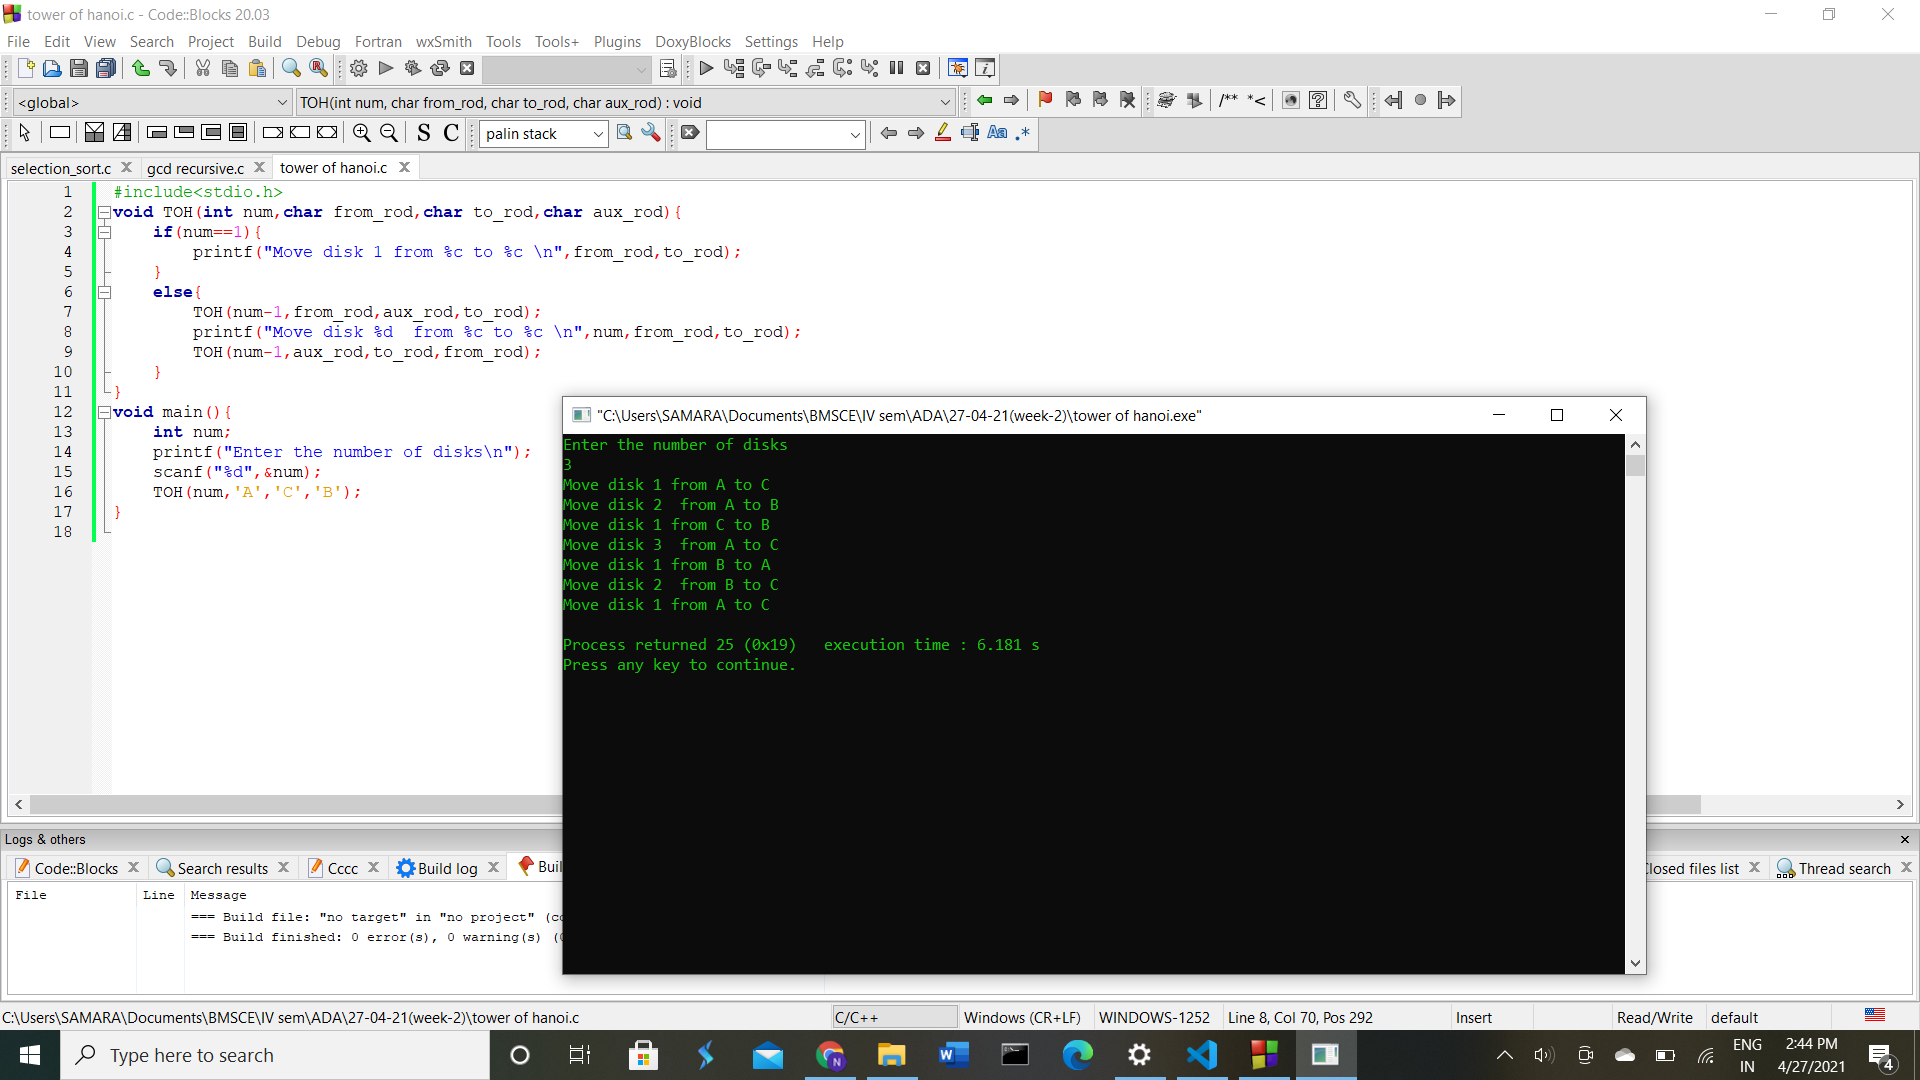 tower of hanoi.c - Code::Blocks 20.03
File Edit View Search Project Build Debug Fortran wxSmith Tools Tools+ Plugins DoxyBlocks Settings Help
<global> TOH(int num, char from_rod, char to_rod, char aux_rod) : void /** *<
S C palin stack Aa .*
selection_sort.c gcd recursive.c tower of hanoi.c
1 #include<stdio.h>
2 void TOH(int num,char from_rod,char to_rod,char aux_rod){
3 if(num==1){
4 printf("Move disk 1 from %c to %c \n",from_rod,to_rod);
5 }
6 else{
7 TOH(num-1,from_rod,aux_rod,to_rod);
8 printf("Move disk %d  from %c to %c \n",num,from_rod,to_rod);
9 TOH(num-1,aux_rod,to_rod,from_rod);
10 }
11 }
12 void main(){
13 int num;
14 printf("Enter the number of disks\n");
15 scanf("%d",&num);
16 TOH(num,'A','C','B');
17 }
18
"C:\Users\SAMARA\Documents\BMSCE\IV sem\ADA\27-04-21(week-2)\tower of hanoi.exe"
Enter the number of disks
3
Move disk 1 from A to C
Move disk 2  from A to B
Move disk 1 from C to B
Move disk 3  from A to C
Move disk 1 from B to A
Move disk 2  from B to C
Move disk 1 from A to C
Process returned 25 (0x19)   execution time : 6.181 s
Press any key to continue.
Logs & others
Code::Blocks Search results Cccc Build log Closed files list Thread search
File Line Message
=== Build file: "no target" in "no project" (
=== Build finished: 0 error(s), 0 warning(s) (
C:\Users\SAMARA\Documents\BMSCE\IV sem\ADA\27-04-21(week-2)\tower of hanoi.c C/C++ Windows (CR+LF) WINDOWS-1252 Line 8, Col 70, Pos 292 Insert Read/Write default
Type here to search
ENG
IN
2:44 PM
4/27/2021
4